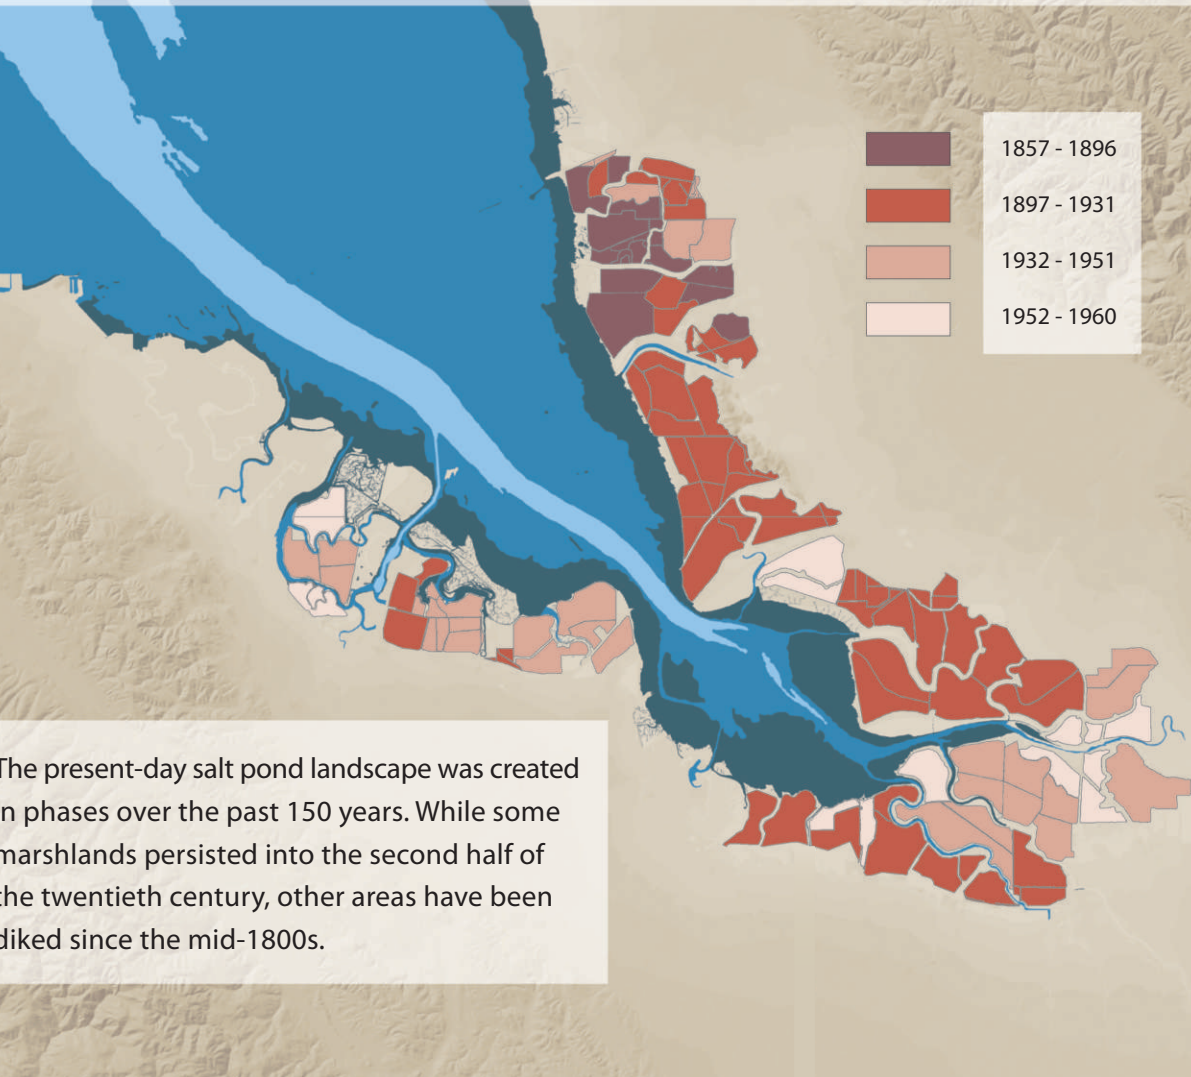 1857 - 1896
1897 - 1931
1932 - 1951
1952 - 1960
The present-day salt pond landscape was created
in phases over the past 150 years. While some
marshlands persisted into the second half of
the twentieth century, other areas have been
diked since the mid-1800s.